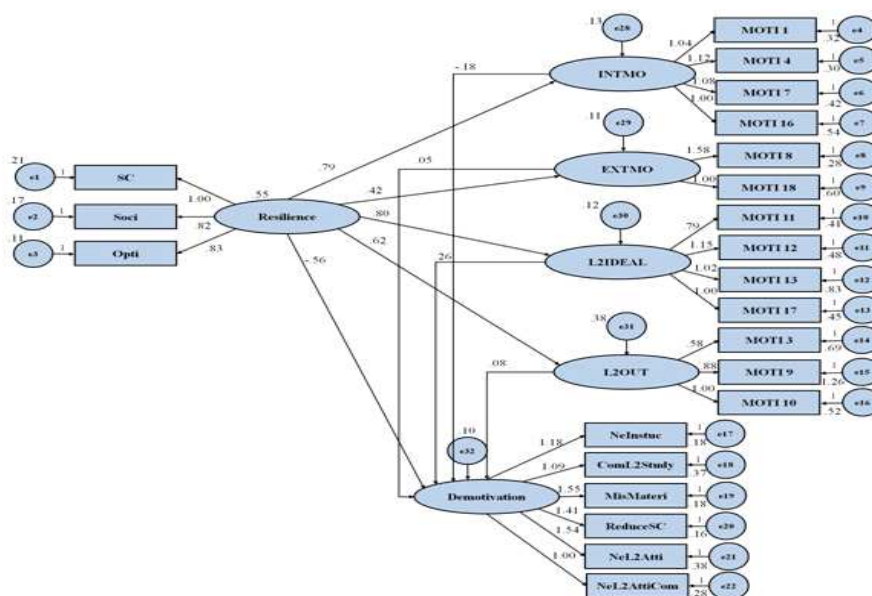 .13
e28
1.04
MOTI 1
1
.32
e4
-.18
1.12
MOTI 4
1
.30
e5
INTMO
1.08
MOTI 7
1
.42
e6
1.00
MOTI 16
1
.54
e7
.11
e29
.79
.05
1.58
MOTI 8
1
.28
e8
EXTMO
1.00
MOTI 18
1
.60
e9
.21
e1
1
SC
1.00
.55
.42
.17
e2
1
Soci
.82
Resilience
.80
.12
e30
.79
MOTI 11
1
.41
e10
.11
e3
1
Opti
.83
.62
1.15
MOTI 12
1
.48
e11
-.56
.26
L2IDEAL
1.02
MOTI 13
1
.83
e12
1.00
MOTI 17
1
.45
e13
.38
e31
.58
MOTI 3
1
.69
e14
.08
L2OUT
.88
MOTI 9
1
1.26
e15
1.00
MOTI 10
1
.52
e16
.10
e32
1.18
NeInstuc
1
.18
e17
1.09
ComL2Study
1
.37
e18
Demotivation
1.55
MisMateri
1
.18
e19
1.41
ReduceSC
1
.16
e20
1.54
NeL2Atti
1
.38
e21
1.00
NeL2AttiCom
1
.28
e22